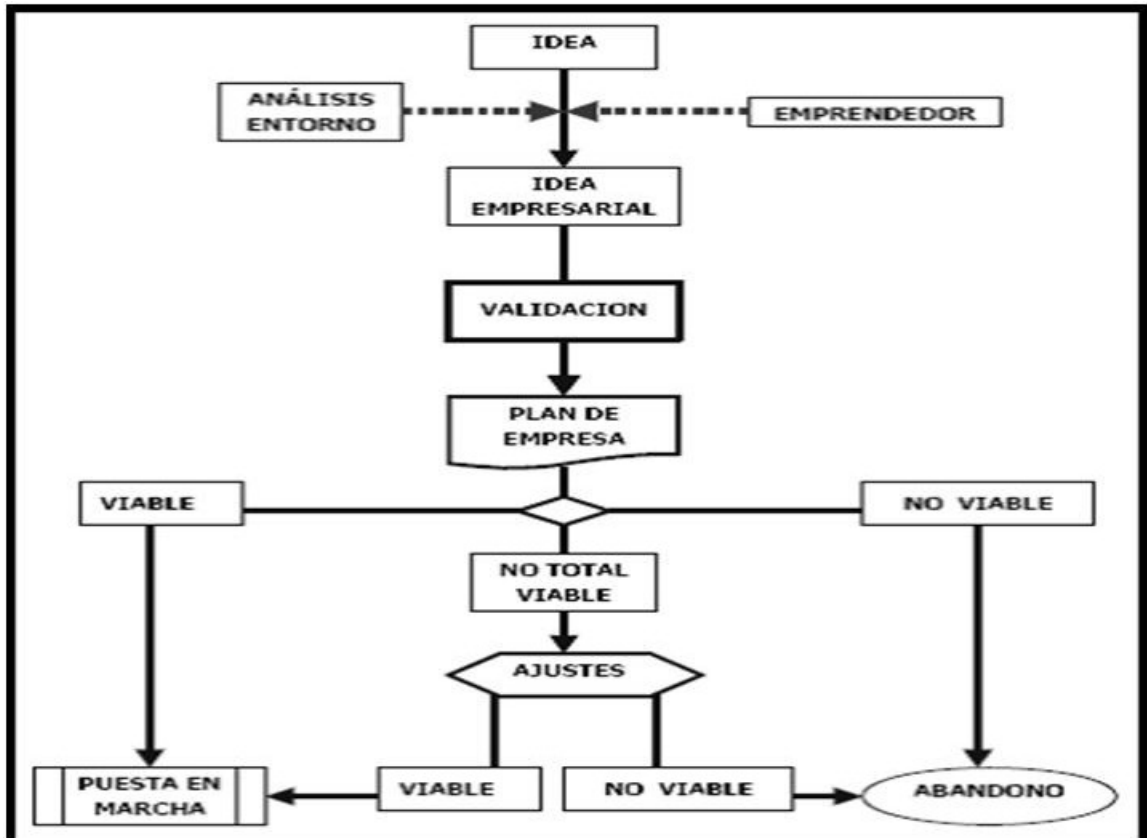 IDEA
ANÁLISIS
ENTORNO
EMPRENDEDOR
IDEA
EMPRESARIAL
VALIDACION
PLAN DE
EMPRESA
VIABLE
NO VIABLE
NO TOTAL
VIABLE
AJUSTES
PUESTA EN
MARCHA
VIABLE
NO VIABLE
ABANDONO